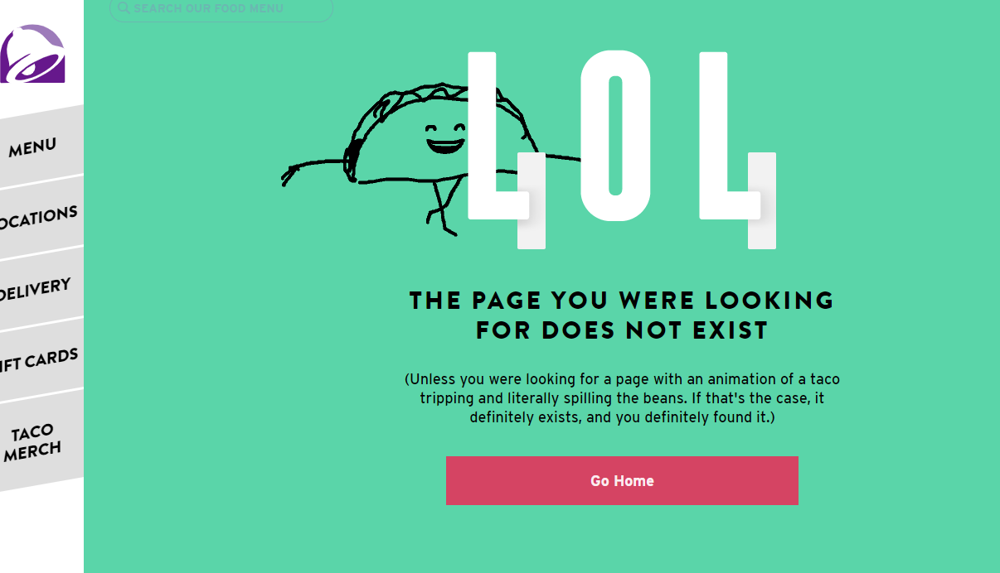 SEARCH OUR FOOD MENU
LOL
MENU
OCATIONS
DELIVERY
IFT CARDS
TACO
MERCH
THE PAGE YOU WERE LOOKING
FOR DOES NOT EXIST
(Unless you were looking for a page with an animation of a taco
tripping and literally spilling the beans. If that's the case, it
definitely exists, and you definitely found it.)
Go Home